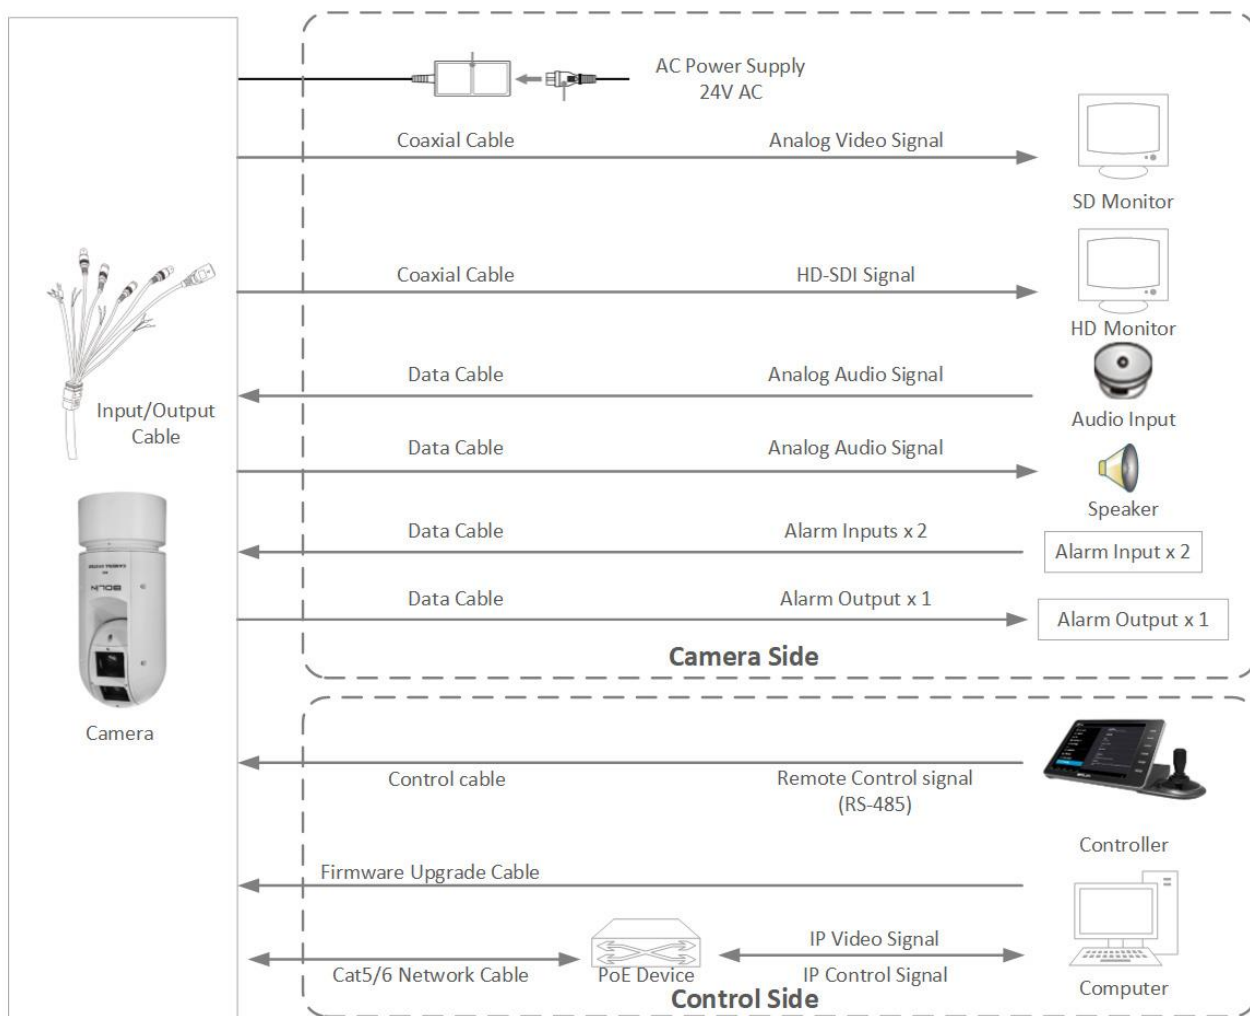 AC Power Supply
24V AC
Coaxial Cable
Analog Video Signal
SD Monitor
Coaxial Cable
HD-SDI Signal
HD Monitor
Data Cable
Analog Audio Signal
Audio Input
Input/Output
Cable
Data Cable
Analog Audio Signal
Speaker
Data Cable
Alarm Inputs x 2
Alarm Input x 2
Data Cable
Alarm Output x 1
Alarm Output x 1
Camera Side
BOLIN
Camera
Control cable
Remote Control signal
(RS-485)
Controller
Firmware Upgrade Cable
Cat5/6 Network Cable
PoE Device
IP Video Signal
IP Control Signal
Computer
Control Side